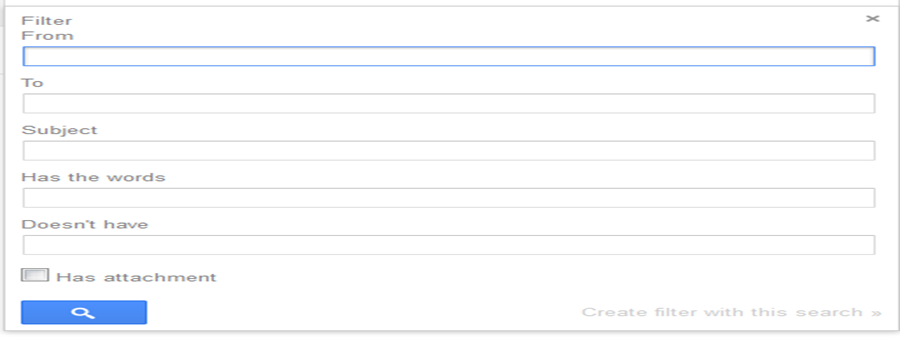 Filter
From
To
Subject
Has the words
Doesn't have
Has attachment
Create filter with this search »